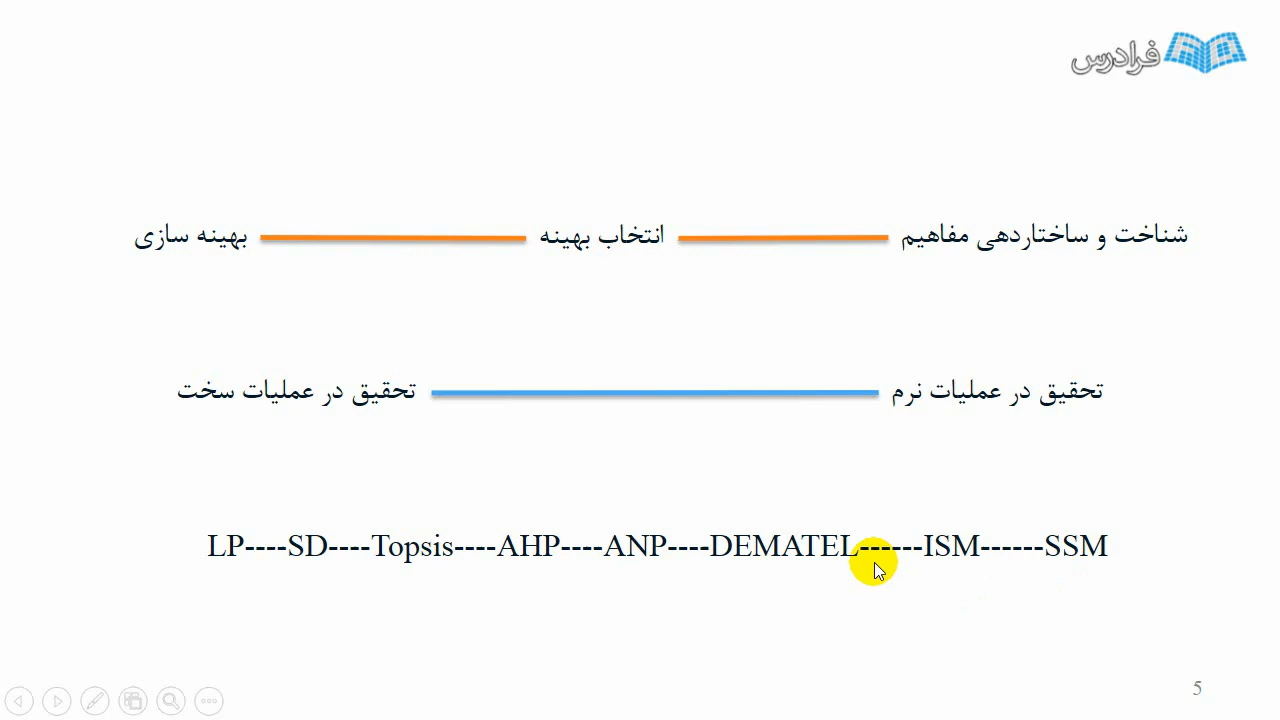 فرادرس
شناخت و ساختاردهی مفاهیم انتخاب بهینه بهینه سازی
تحقیق در عملیات نرم تحقیق در عملیات سخت
LP----SD----Topsis----AHP----ANP----DEMATEL------ISM------SSM
5